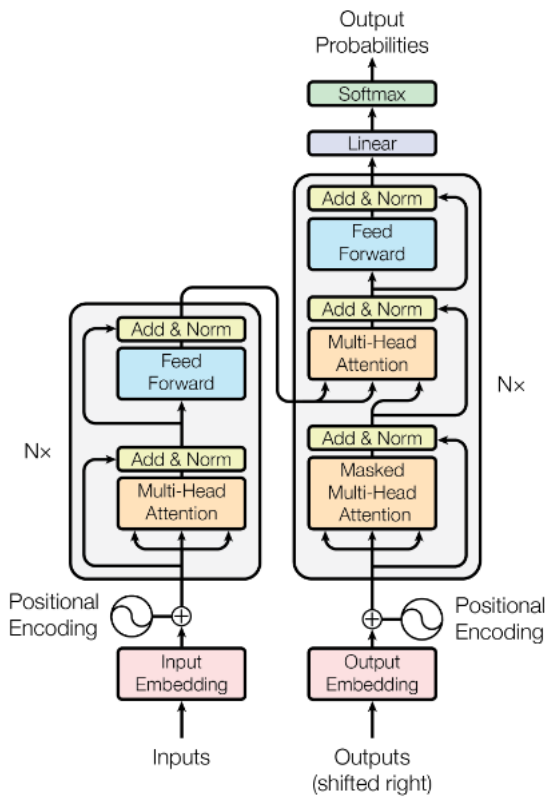 Output
Probabilities
Softmax
Linear
Add & Norm
Feed
Forward
Add & Norm
Multi-Head
Attention
Nx
Add & Norm
Masked
Multi-Head
Attention
Add & Norm
Feed
Forward
Nx
Add & Norm
Multi-Head
Attention
Positional
Encoding
Positional
Encoding
Input
Embedding
Output
Embedding
Inputs
Outputs
(shifted right)